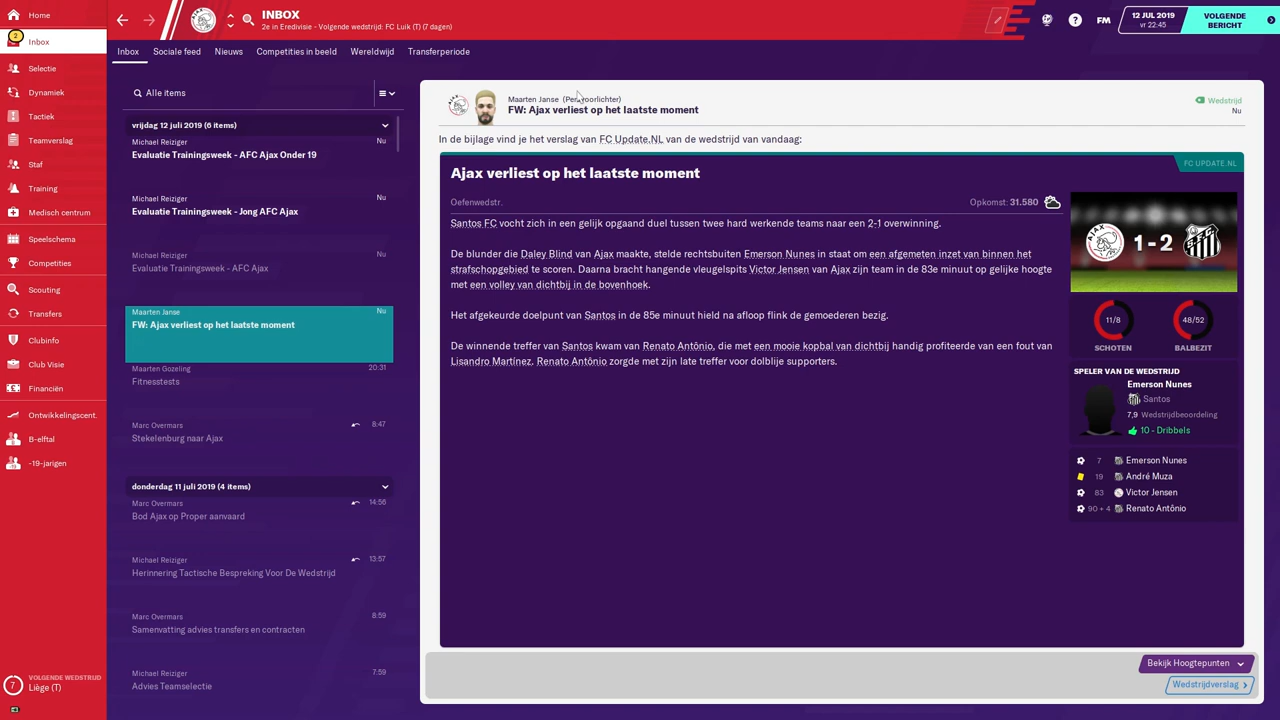 Home
2
Inbox
Selectie
Dynamiek
Tactiek
Teamverslag
Staf
Training
Medisch centrum
Speelschema
Competities
Scouting
Transfers
Clubinfo
Club Visie
Financiën
Ontwikkelingscent.
B-elftal
-19-jarigen
7
VOLGENDE WEDSTRIJD
Liège (T)
INBOX
2e in Eredivisie - Volgende wedstrijd: FC Luik (T) (7 dagen)
?
FM
12 JUL 2019
vr 22:45
VOLGENDE
BERICHT
Inbox Sociale feed Nieuws Competities in beeld Wereldwijd Transferperiode
Alle items
vrijdag 12 juli 2019 (6 items)
Michael Reiziger Nu
Evaluatie Trainingsweek - AFC Ajax Onder 19
Michael Reiziger Nu
Evaluatie Trainingsweek - Jong AFC Ajax
Michael Reiziger Nu
Evaluatie Trainingsweek - AFC Ajax
Maarten Janse Nu
FW: Ajax verliest op het laatste moment
Maarten Gozeling 20:31
Fitnesstests
Marc Overmars 8:47
Stekelenburg naar Ajax
donderdag 11 juli 2019 (4 items)
Marc Overmars 14:56
Bod Ajax op Proper aanvaard
Michael Reiziger 13:57
Herinnering Tactische Bespreking Voor De Wedstrijd
Marc Overmars 8:59
Samenvatting advies transfers en contracten
Michael Reiziger 7:59
Advies Teamselectie
Maarten Janse (Persvoorlichter)
FW: Ajax verliest op het laatste moment
Wedstrijd
Nu
In de bijlage vind je het verslag van FC Update.NL van de wedstrijd van vandaag:
FC UPDATE.NL
Ajax verliest op het laatste moment
Oefenwedstr. Opkomst: 31.580
Santos FC vocht zich in een gelijk opgaand duel tussen twee hard werkende teams naar een 2-1 overwinning.
De blunder die Daley Blind van Ajax maakte, stelde rechtsbuiten Emerson Nunes in staat om een afgemeten inzet van binnen het
strafschopgebied te scoren. Daarna bracht hangende vleugelspits Victor Jensen van Ajax zijn team in de 83e minuut op gelijke hoogte
met een volley van dichtbij in de bovenhoek.
Het afgekeurde doelpunt van Santos in de 85e minuut hield na afloop flink de gemoederen bezig.
De winnende treffer van Santos kwam van Renato Antônio, die met een mooie kopbal van dichtbij handig profiteerde van een fout van
Lisandro Martínez. Renato Antônio zorgde met zijn late treffer voor dolblije supporters.
AJAX
1 - 2
11/8
SCHOTEN
48/52
BALBEZIT
SPELER VAN DE WEDSTRIJD
Emerson Nunes
Santos
7,9 Wedstrijdbeoordeling
10 - Dribbels
7 Emerson Nunes
19 André Muza
83 Victor Jensen
90 + 4 Renato Antônio
Bekijk Hoogtepunten
Wedstrijdverslag